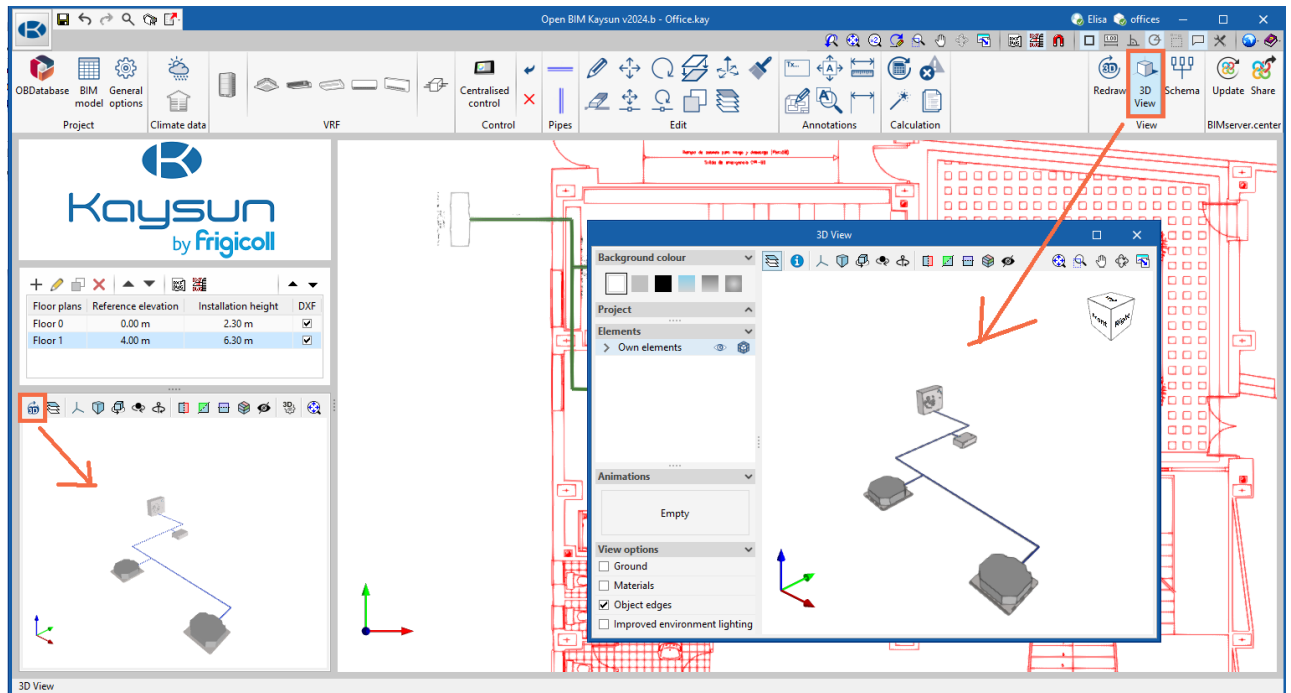 Open BIM Kaysun v2024.b - Office.kay
Elisa offices
OBDatabase
BIM model
General options
Project
Climate data
VRF
Centralised control
Control
Pipes
Edit
Annotations
Calculation
Redraw
3D View
Schema
View
Update
Share
BIMserver.center
Kaysun
by frigicoll
Floor plans Reference elevation Installation height DXF
Floor 0 0.00 m 2.30 m
Floor 1 4.00 m 6.30 m
3D View
Background colour
Project
Elements
Own elements
Animations
Empty
View options
Ground
Materials
Object edges
Improved environment lighting
Front Right
3D View